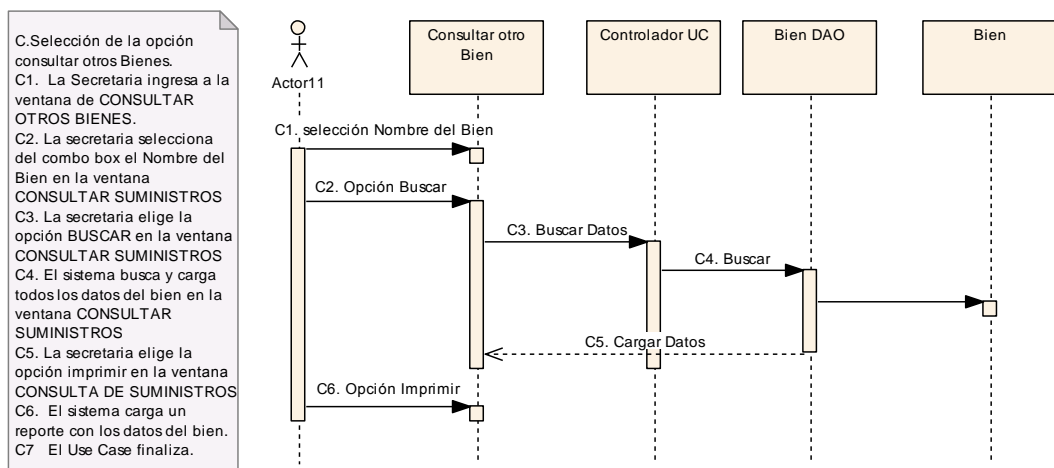 C.Selección de la opción
consultar otros Bienes.
C1.  La Secretaria ingresa a la
ventana de CONSULTAR
OTROS BIENES.
C2. La secretaria selecciona
del combo box el Nombre del
Bien en la ventana
CONSULTAR SUMINISTROS
C3. La secretaria elige la
opción BUSCAR en la ventana
CONSULTAR SUMINISTROS
C4. El sistema busca y carga
todos los datos del bien en la
ventana CONSULTAR
SUMINISTROS
C5. La secretaria elige la
opción imprimir en la ventana
CONSULTA DE SUMINISTROS
C6.  El sistema carga un
reporte con los datos del bien.
C7   El Use Case finaliza.
Actor11
Consultar otro
Bien
Controlador UC
Bien DAO
Bien
C1. selección Nombre del Bien
C2. Opción Buscar
C3. Buscar Datos
C4. Buscar
C5. Cargar Datos
C6. Opción Imprimir